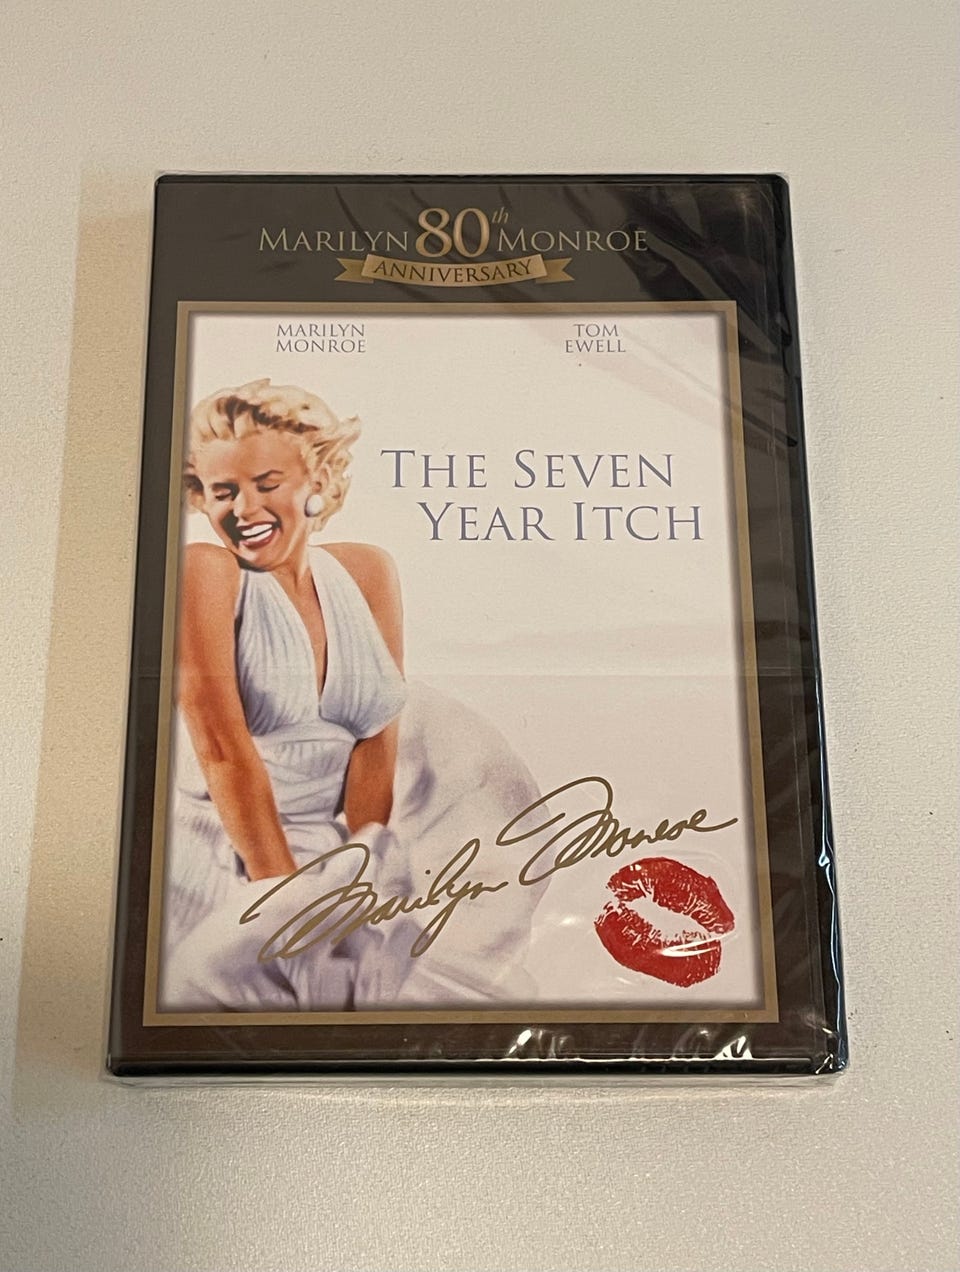 MARILYN 80th MONROE
ANNIVERSARY
MARILYN
MONROE
TOM
EWELL
THE SEVEN
YEAR ITCH
Marilyn Monroe